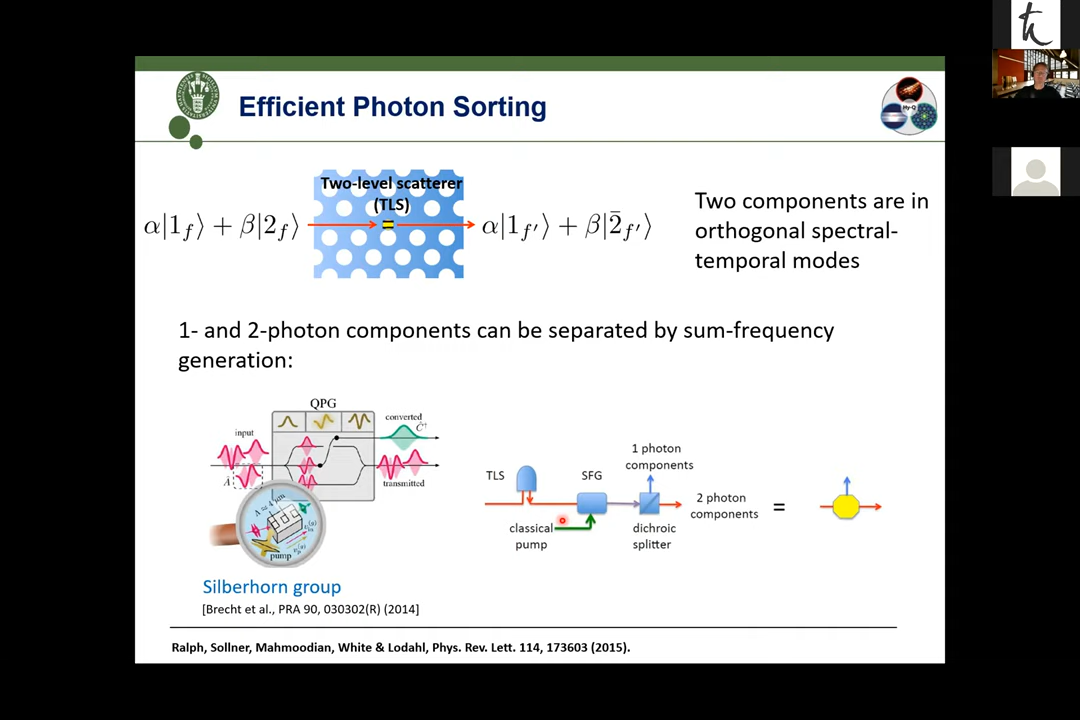 Efficient Photon Sorting
Hy-Q
Two-level scatterer
(TLS)
α|1_f⟩ + β|2_f⟩
α|1_{f'}⟩ + β|2̄_{f'}⟩
Two components are in
orthogonal spectral-
temporal modes
1- and 2-photon components can be separated by sum-frequency
generation:
QPG
input
converted
Ĉ†
transmitted
pump
TLS
SFG
1 photon
components
2 photon
components
=
classical
pump
dichroic
splitter
Silberhorn group
[Brecht et al., PRA 90, 030302(R) (2014]
Ralph, Sollner, Mahmoodian, White & Lodahl, Phys. Rev. Lett. 114, 173603 (2015).